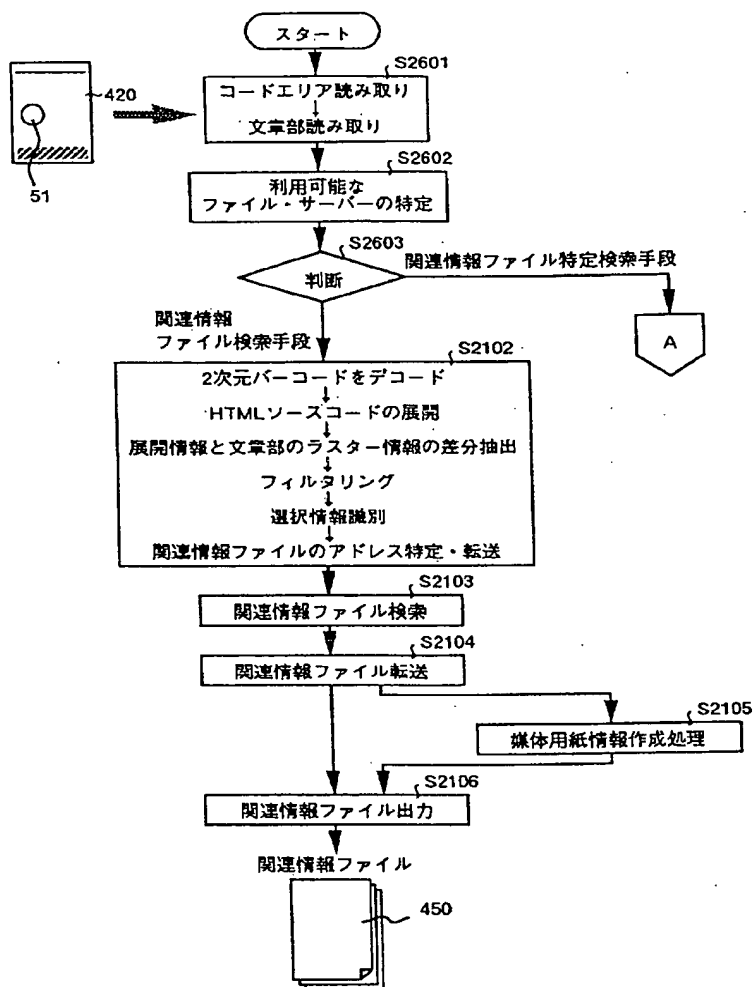 スタート
S2601
コードエリア読み取り
文章部読み取り
420
51
S2602
利用可能な
ファイル・サーバーの特定
S2603
判断
関連情報ファイル特定検索手段
A
関連情報
ファイル検索手段
S2102
2次元バーコードをデコード
HTMLソースコードの展開
展開情報と文章部のラスター情報の差分抽出
フィルタリング
選択情報識別
関連情報ファイルのアドレス特定・転送
S2103
関連情報ファイル検索
S2104
関連情報ファイル転送
S2105
媒体用紙情報作成処理
S2106
関連情報ファイル出力
関連情報ファイル
450